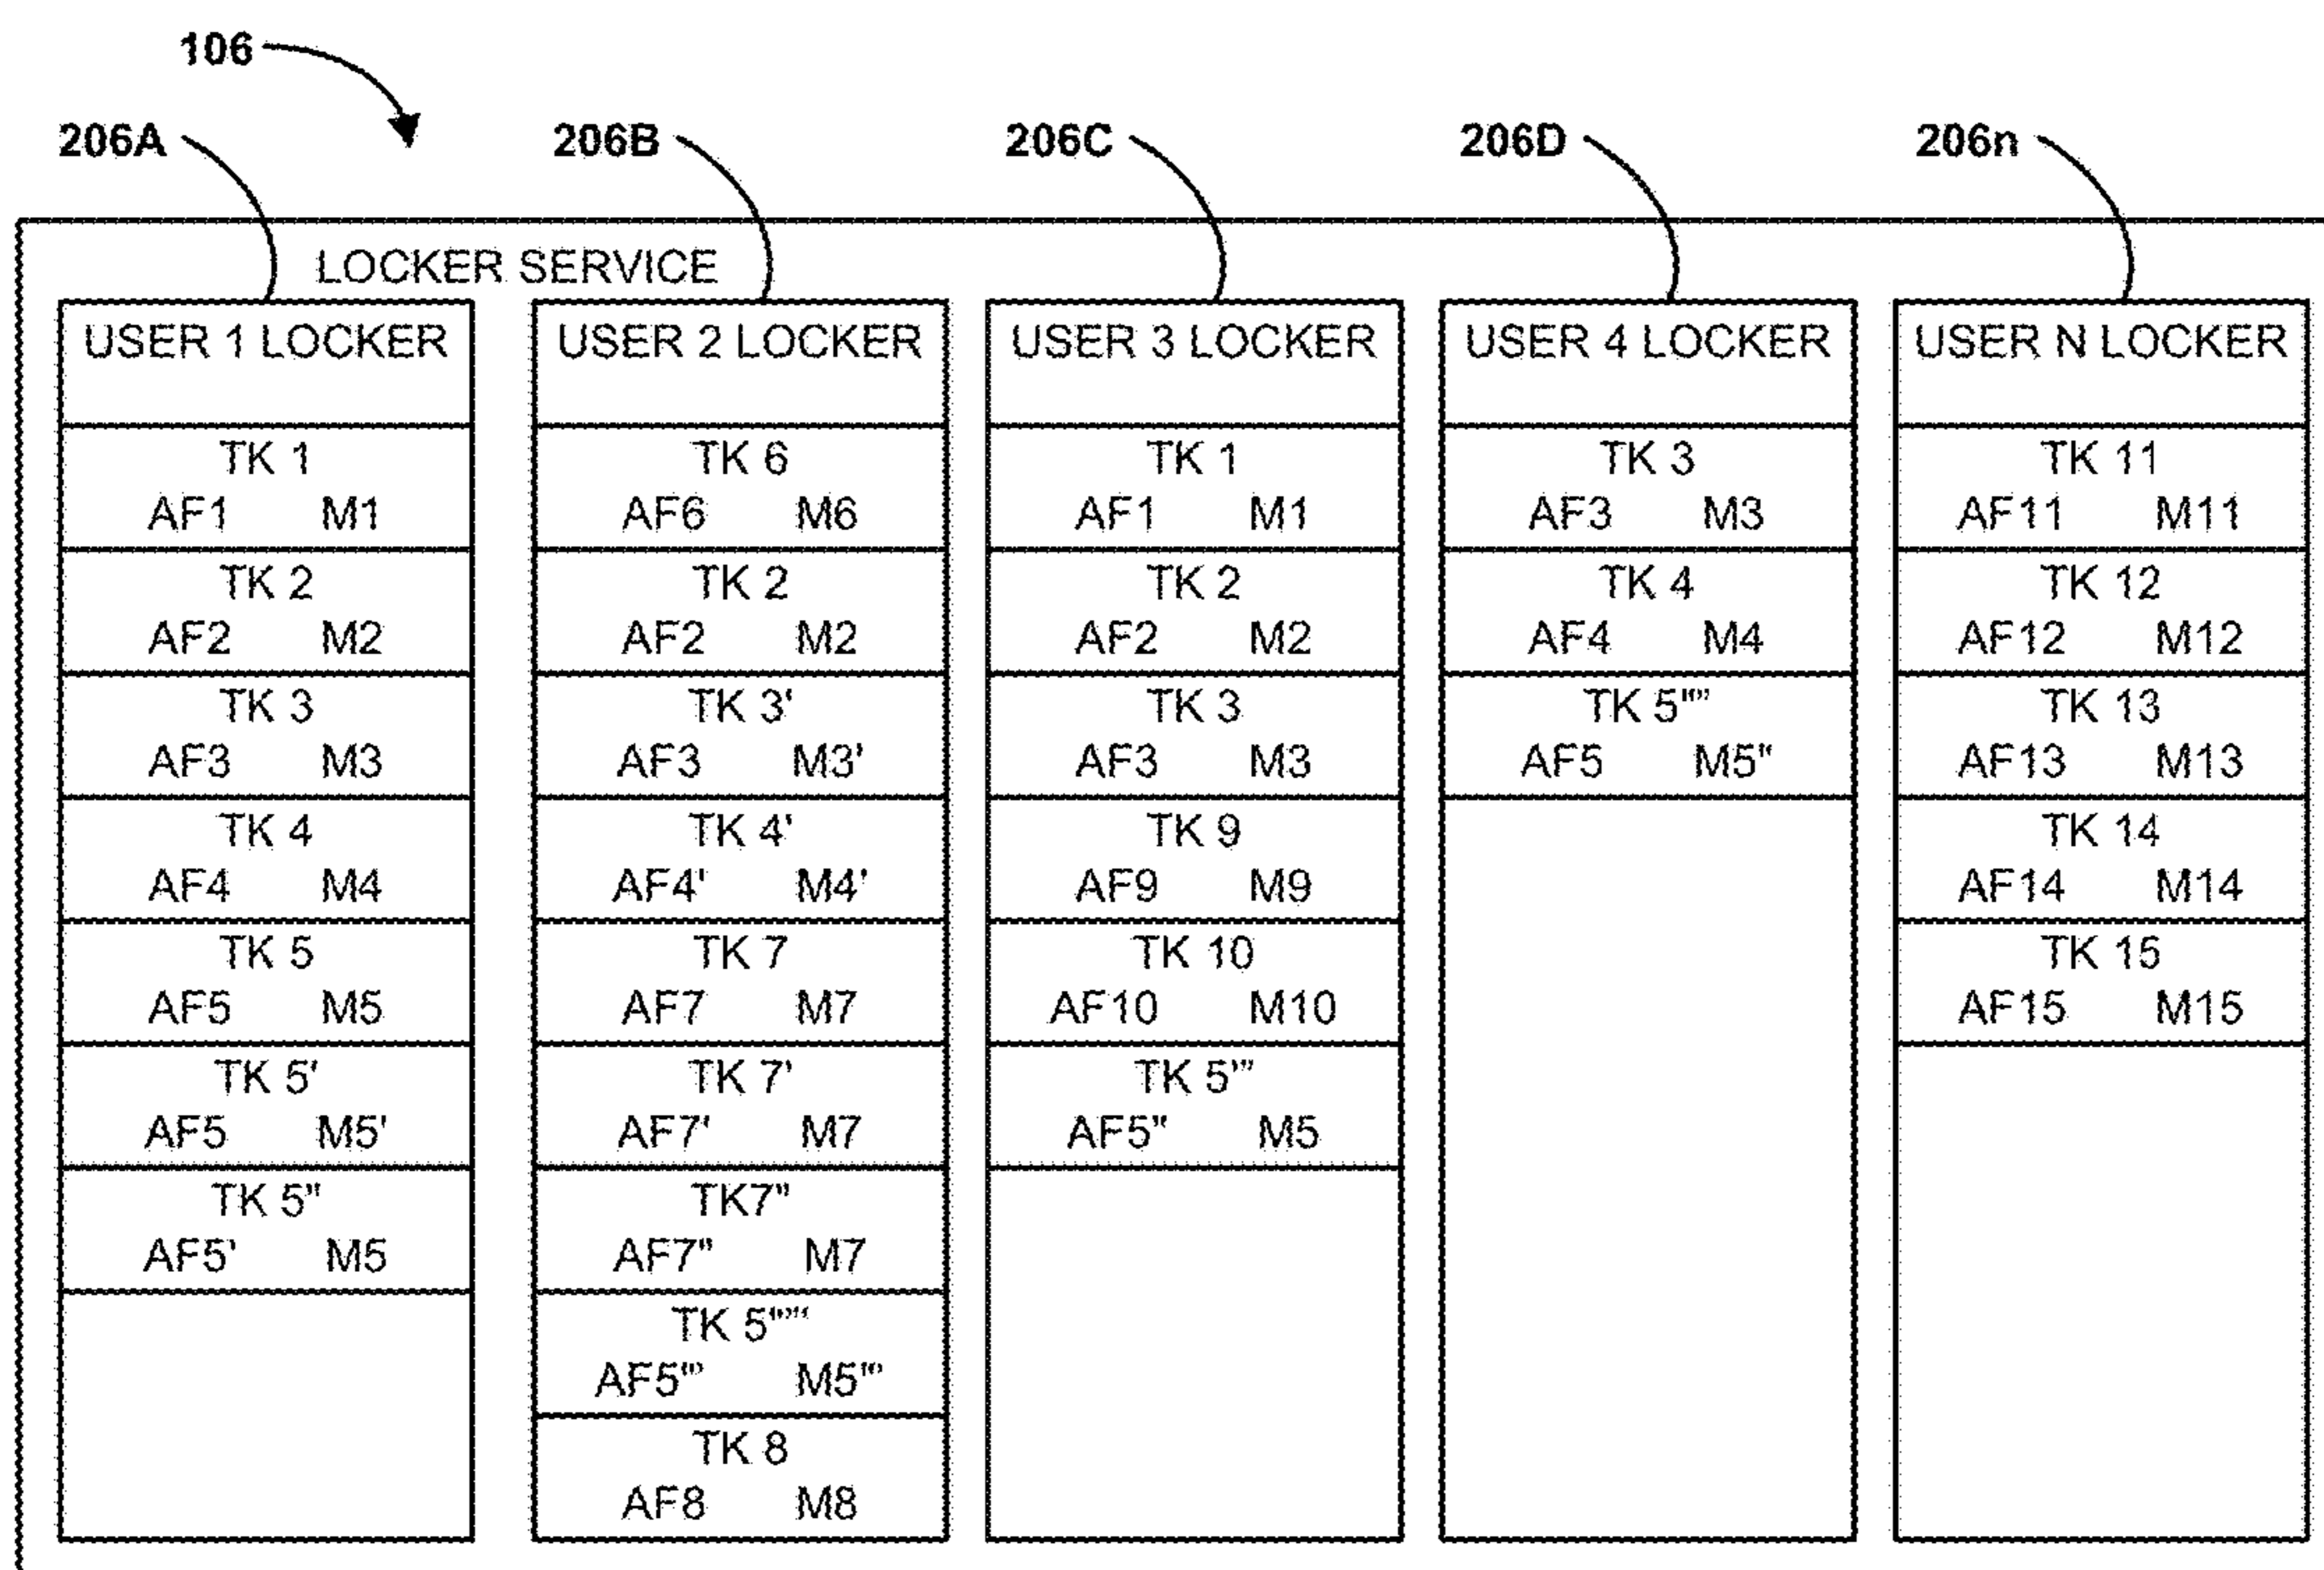 106
206A 206B 206C 206D 206n
LOCKER SERVICE
USER 1 LOCKER
TK 1
AF1 M1
TK 2
AF2 M2
TK 3
AF3 M3
TK 4
AF4 M4
TK 5
AF5 M5
TK 5'
AF5 M5'
TK 5"
AF5' M5
USER 2 LOCKER
TK 6
AF6 M6
TK 2
AF2 M2
TK 3'
AF3 M3'
TK 4'
AF4' M4'
TK 7
AF7 M7
TK 7'
AF7' M7
TK7"
AF7" M7
TK 5"'"
AF5"' M5"'
TK 8
AF8 M8
USER 3 LOCKER
TK 1
AF1 M1
TK 2
AF2 M2
TK 3
AF3 M3
TK 9
AF9 M9
TK 10
AF10 M10
TK 5'"
AF5" M5
USER 4 LOCKER
TK 3
AF3 M3
TK 4
AF4 M4
TK 5""
AF5 M5"
USER N LOCKER
TK 11
AF11 M11
TK 12
AF12 M12
TK 13
AF13 M13
TK 14
AF14 M14
TK 15
AF15 M15